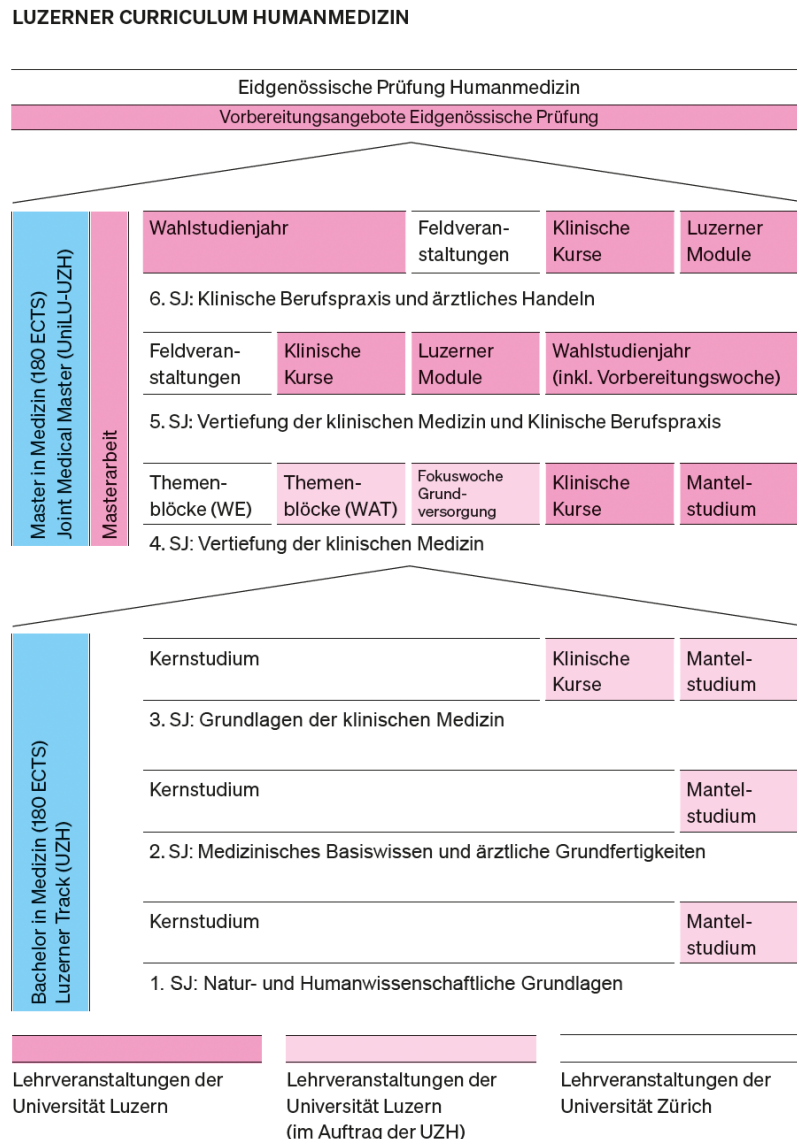 LUZERNER CURRICULUM HUMANMEDIZIN
Eidgenössische Prüfung Humanmedizin
Vorbereitungsangebote Eidgenössische Prüfung
Master in Medizin (180 ECTS)
Joint Medical Master (UniLU-UZH)
Masterarbeit
Wahlstudienjahr
Feldveran-
staltungen
Klinische
Kurse
Luzerner
Module
6. SJ: Klinische Berufspraxis und ärztliches Handeln
Feldveran-
staltungen
Klinische
Kurse
Luzerner
Module
Wahlstudienjahr
(inkl. Vorbereitungswoche)
5. SJ: Vertiefung der klinischen Medizin und Klinische Berufspraxis
Themen-
blöcke (WE)
Themen-
blöcke (WAT)
Fokuswoche
Grund-
versorgung
Klinische
Kurse
Mantel-
studium
4. SJ: Vertiefung der klinischen Medizin
Bachelor in Medizin (180 ECTS)
Luzerner Track (UZH)
Kernstudium
Klinische
Kurse
Mantel-
studium
3. SJ: Grundlagen der klinischen Medizin
Kernstudium
Mantel-
studium
2. SJ: Medizinisches Basiswissen und ärztliche Grundfertigkeiten
Kernstudium
Mantel-
studium
1. SJ: Natur- und Humanwissenschaftliche Grundlagen
Lehrveranstaltungen der
Universität Luzern
Lehrveranstaltungen der
Universität Luzern
(im Auftrag der UZH)
Lehrveranstaltungen der
Universität Zürich